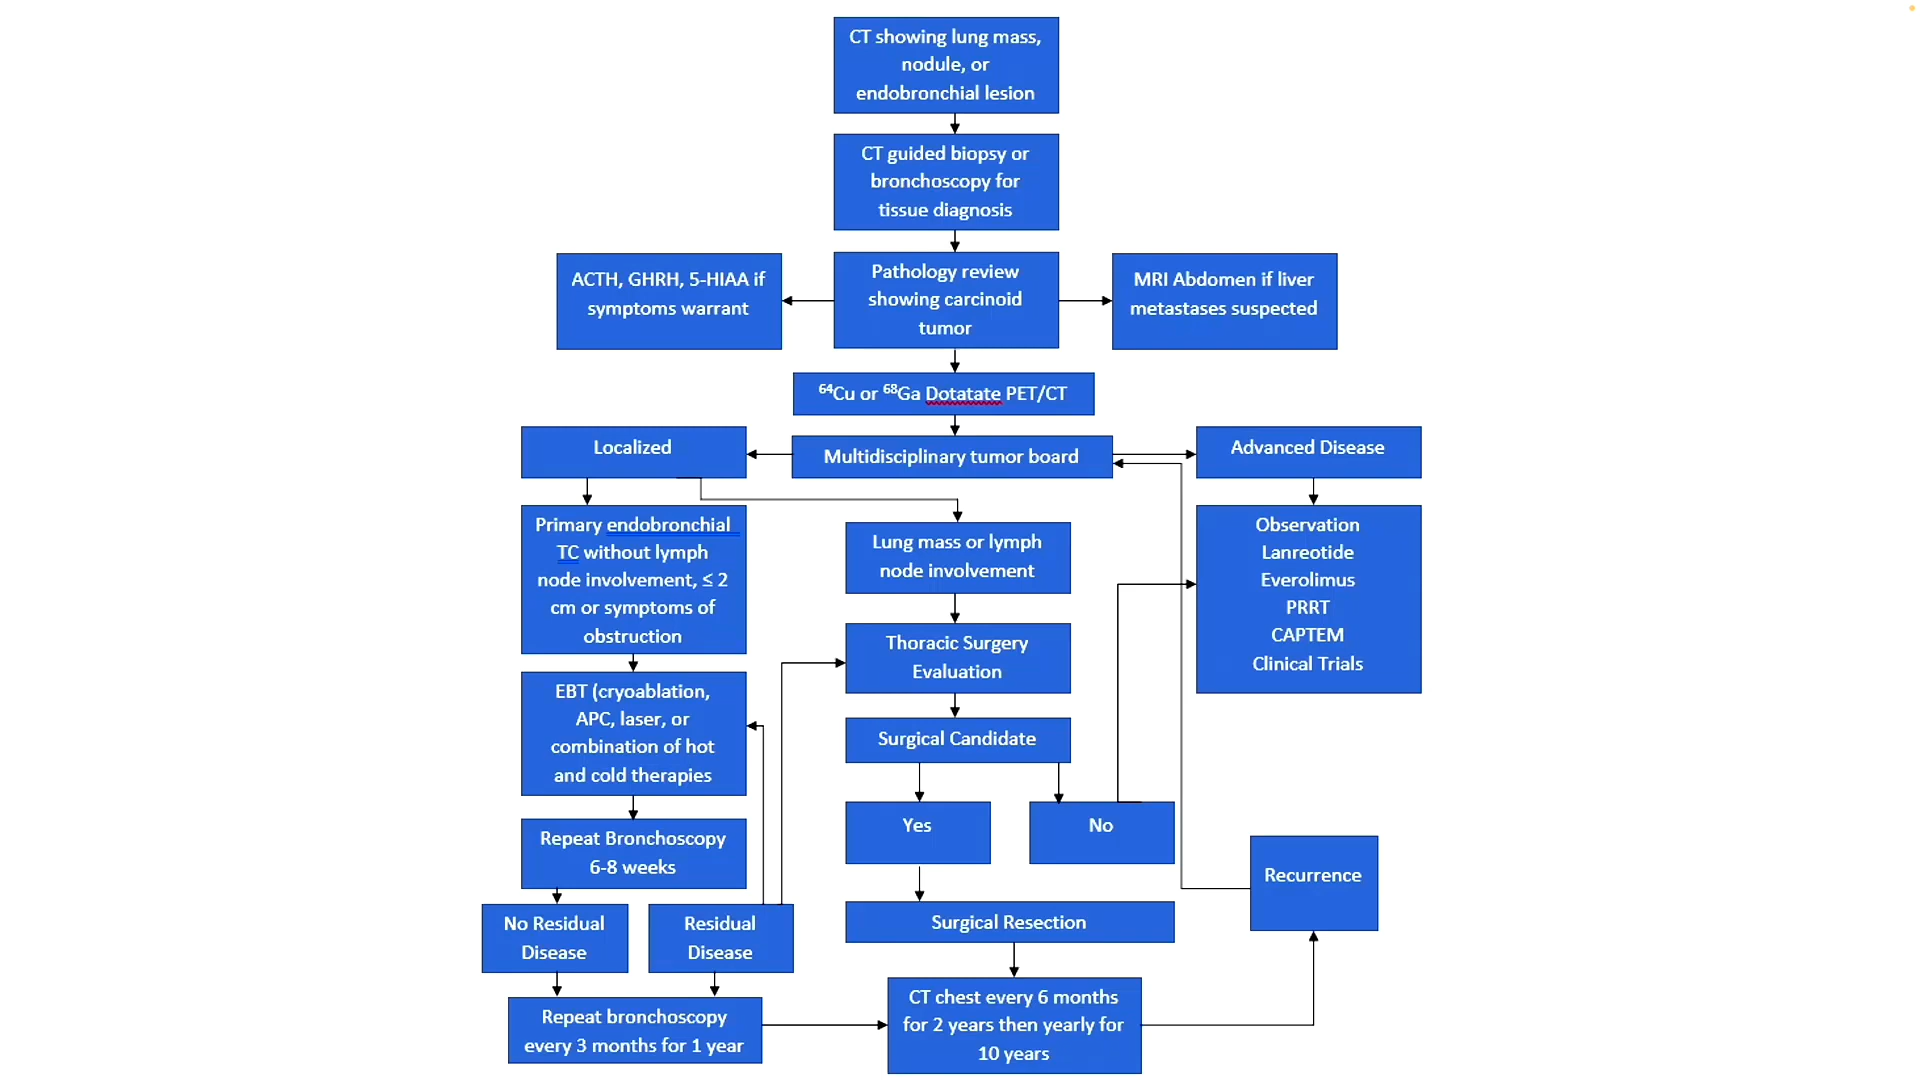 CT showing lung mass,
nodule, or
endobronchial lesion
CT guided biopsy or
bronchoscopy for
tissue diagnosis
ACTH, GHRH, 5-HIAA if
symptoms warrant
Pathology review
showing carcinoid
tumor
MRI Abdomen if liver
metastases suspected
⁶⁴Cu or ⁶⁸Ga Dotatate PET/CT
Localized
Multidisciplinary tumor board
Advanced Disease
Primary endobronchial
TC without lymph
node involvement, ≤ 2
cm or symptoms of
obstruction
Lung mass or lymph
node involvement
Observation
Lanreotide
Everolimus
PRRT
CAPTEM
Clinical Trials
Thoracic Surgery
Evaluation
EBT (cryoablation,
APC, laser, or
combination of hot
and cold therapies
Surgical Candidate
Repeat Bronchoscopy
6-8 weeks
Yes
No
Recurrence
No Residual
Disease
Residual
Disease
Surgical Resection
Repeat bronchoscopy
every 3 months for 1 year
CT chest every 6 months
for 2 years then yearly for
10 years